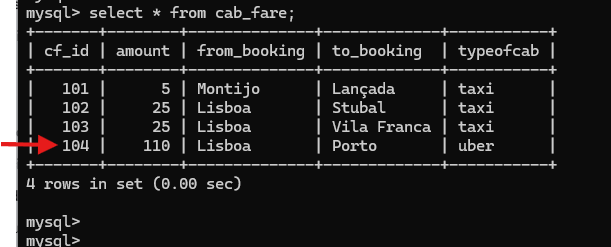 mysql> select * from cab_fare;
+-------+--------+--------------+-------------+-----------+
| cf_id | amount | from_booking | to_booking | typeofcab |
+-------+--------+--------------+-------------+-----------+
| 101 | 5 | Montijo | Lançada | taxi |
| 102 | 25 | Lisboa | Stubal | taxi |
| 103 | 25 | Lisboa | Vila Franca | taxi |
| 104 | 110 | Lisboa | Porto | uber |
+-------+--------+--------------+-------------+-----------+
4 rows in set (0.00 sec)
mysql>
mysql>